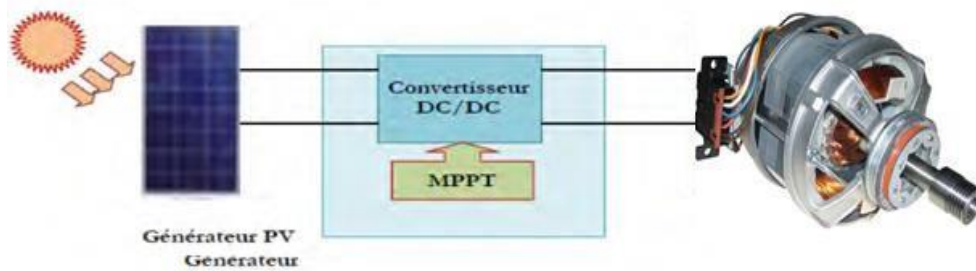 Convertisseur
DC/DC
MPPT
Générateur PV
Générateur